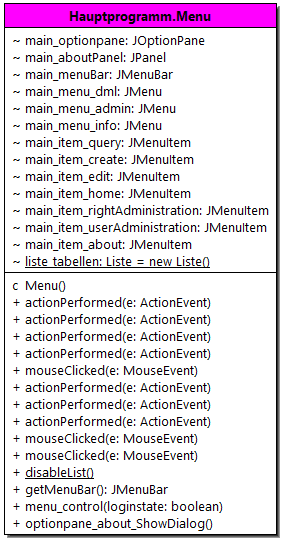 Hauptprogramm.Menu
~ main_optionpane: JOptionPane
~ main_aboutPanel: JPanel
~ main_menuBar: JMenuBar
~ main_menu_dml: JMenu
~ main_menu_admin: JMenu
~ main_menu_info: JMenu
~ main_item_query: JMenuItem
~ main_item_create: JMenuItem
~ main_item_edit: JMenuItem
~ main_item_home: JMenuItem
~ main_item_rightAdministration: JMenuItem
~ main_item_userAdministration: JMenuItem
~ main_item_about: JMenuItem
~ liste_tabellen: Liste = new Liste()
c Menu()
+ actionPerformed(e: ActionEvent)
+ actionPerformed(e: ActionEvent)
+ actionPerformed(e: ActionEvent)
+ actionPerformed(e: ActionEvent)
+ mouseClicked(e: MouseEvent)
+ actionPerformed(e: ActionEvent)
+ actionPerformed(e: ActionEvent)
+ actionPerformed(e: ActionEvent)
+ mouseClicked(e: MouseEvent)
+ mouseClicked(e: MouseEvent)
+ disableList()
+ getMenuBar(): JMenuBar
+ menu_control(loginstate: boolean)
+ optionpane_about_ShowDialog()